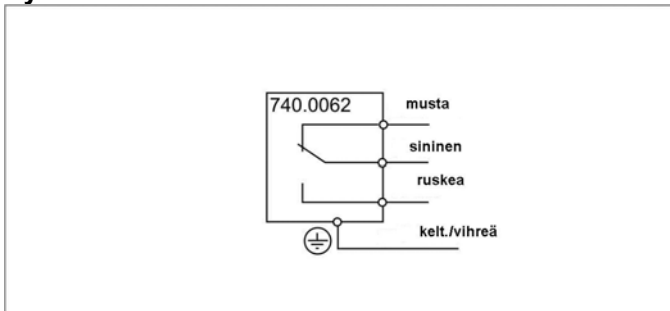 740.0062
musta
sininen
ruskea
kelt./vihreä